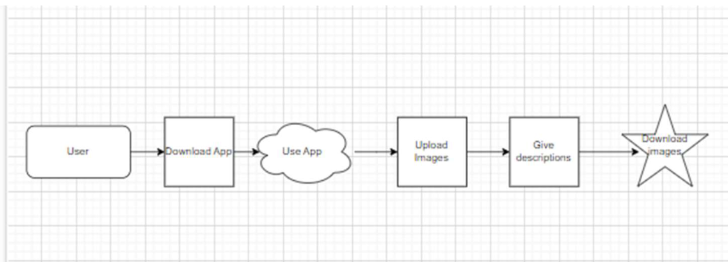 User
Download App
Use App
Upload
Images
Give
descriptions
Download
images